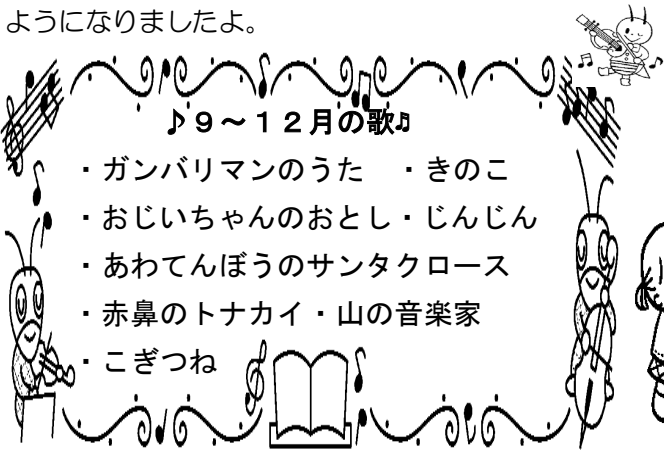 ようになりましたよ。
♪９～１２月の歌♫
・ガンバリマンのうた　・きのこ
・おじいちゃんのおとし・じんじん
・あわてんぼうのサンタクロース
・赤鼻のトナカイ・山の音楽家
・こぎつね